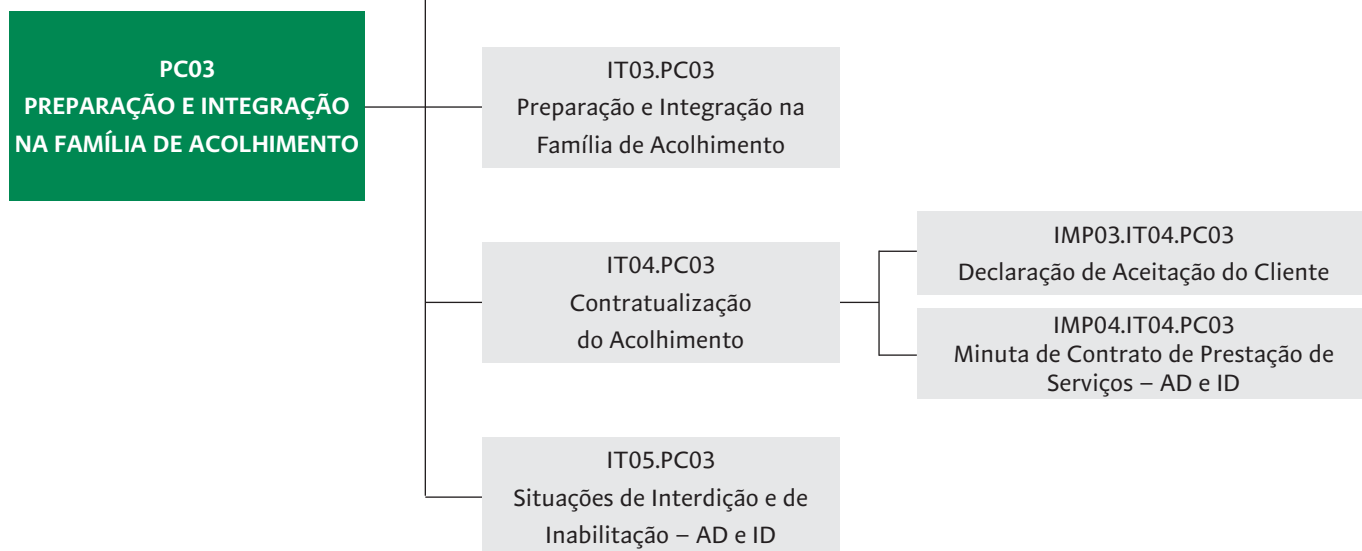 PC03
PREPARAÇÃO E INTEGRAÇÃO
NA FAMÍLIA DE ACOLHIMENTO
IT03.PC03
Preparação e Integração na
Família de Acolhimento
IT04.PC03
Contratualização
do Acolhimento
IMP03.IT04.PC03
Declaração de Aceitação do Cliente
IMP04.IT04.PC03
Minuta de Contrato de Prestação de
Serviços – AD e ID
IT05.PC03
Situações de Interdição e de
Inabilitação – AD e ID